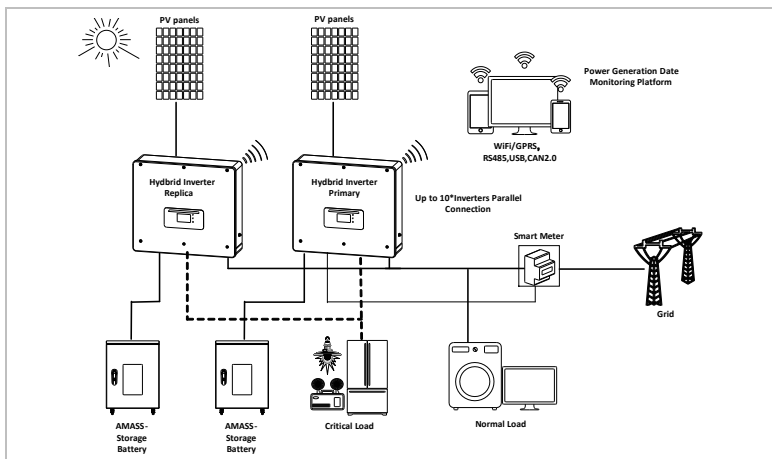 PV panels
PV panels
Power Generation Date
Monitoring Platform
WiFi/GPRS,
RS485,USB,CAN2.0
Hydbrid Inverter
Replica
Hydbrid Inverter
Primary
Up to 10*Inverters Parallel
Connection
Smart Meter
Grid
AMASS-
Storage
Battery
AMASS-
Storage
Battery
Critical Load
Normal Load